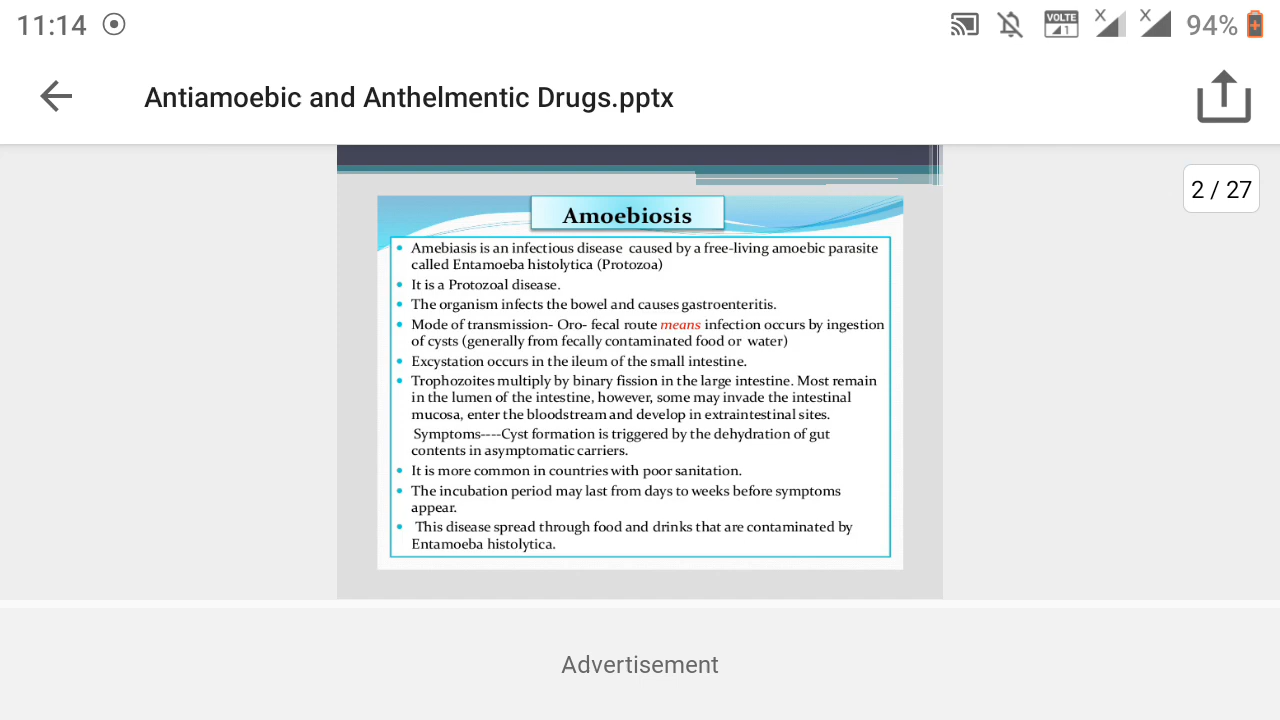 11:14
VOLTE
1
X
X
94%
Antiamoebic and Anthelmentic Drugs.pptx
2 / 27
Amoebiosis
• Amebiasis is an infectious disease caused by a free-living amoebic parasite
called Entamoeba histolytica (Protozoa)
• It is a Protozoal disease.
• The organism infects the bowel and causes gastroenteritis.
• Mode of transmission- Oro- fecal route means infection occurs by ingestion
of cysts (generally from fecally contaminated food or water)
• Excystation occurs in the ileum of the small intestine.
• Trophozoites multiply by binary fission in the large intestine. Most remain
in the lumen of the intestine, however, some may invade the intestinal
mucosa, enter the bloodstream and develop in extraintestinal sites.
Symptoms----Cyst formation is triggered by the dehydration of gut
contents in asymptomatic carriers.
• It is more common in countries with poor sanitation.
• The incubation period may last from days to weeks before symptoms
appear.
• This disease spread through food and drinks that are contaminated by
Entamoeba histolytica.
Advertisement